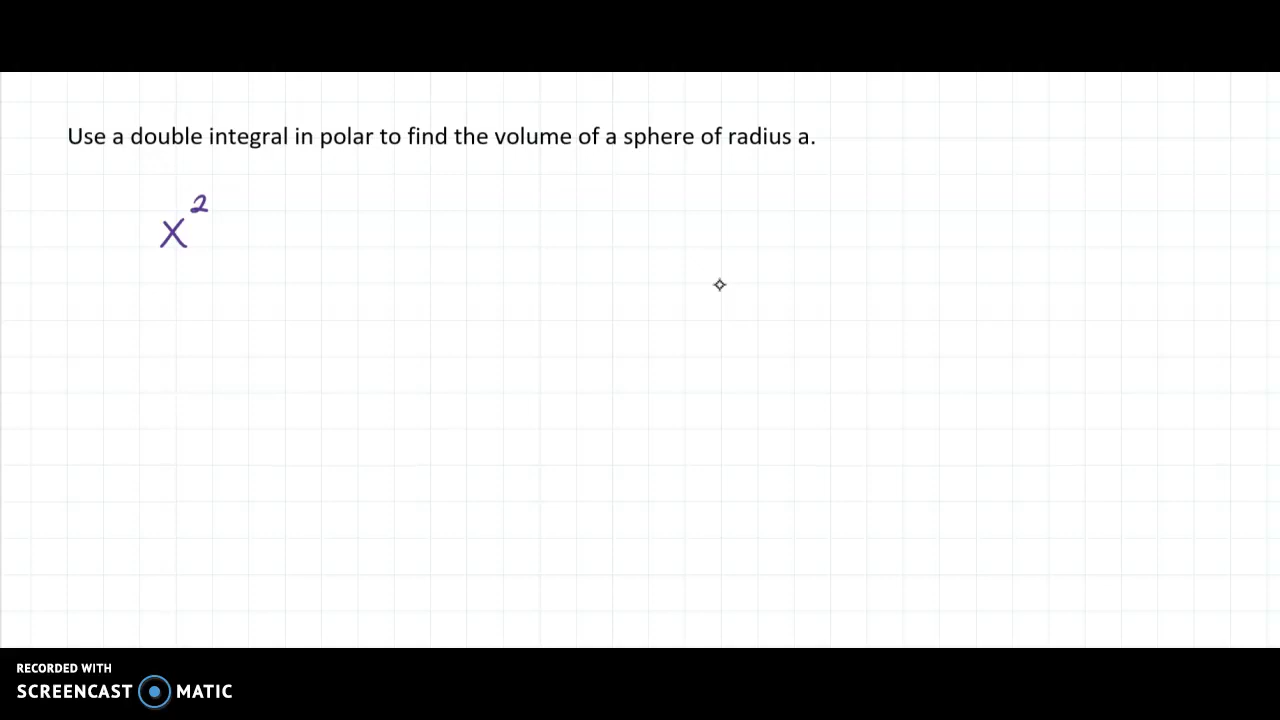 Use a double integral in polar to find the volume of a sphere of radius a.
x²
RECORDED WITH
SCREENCAST MATIC